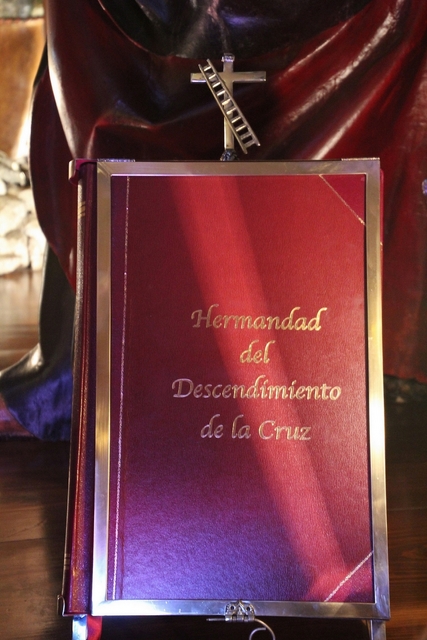 Hermandad
del
Descendimiento
de la Cruz